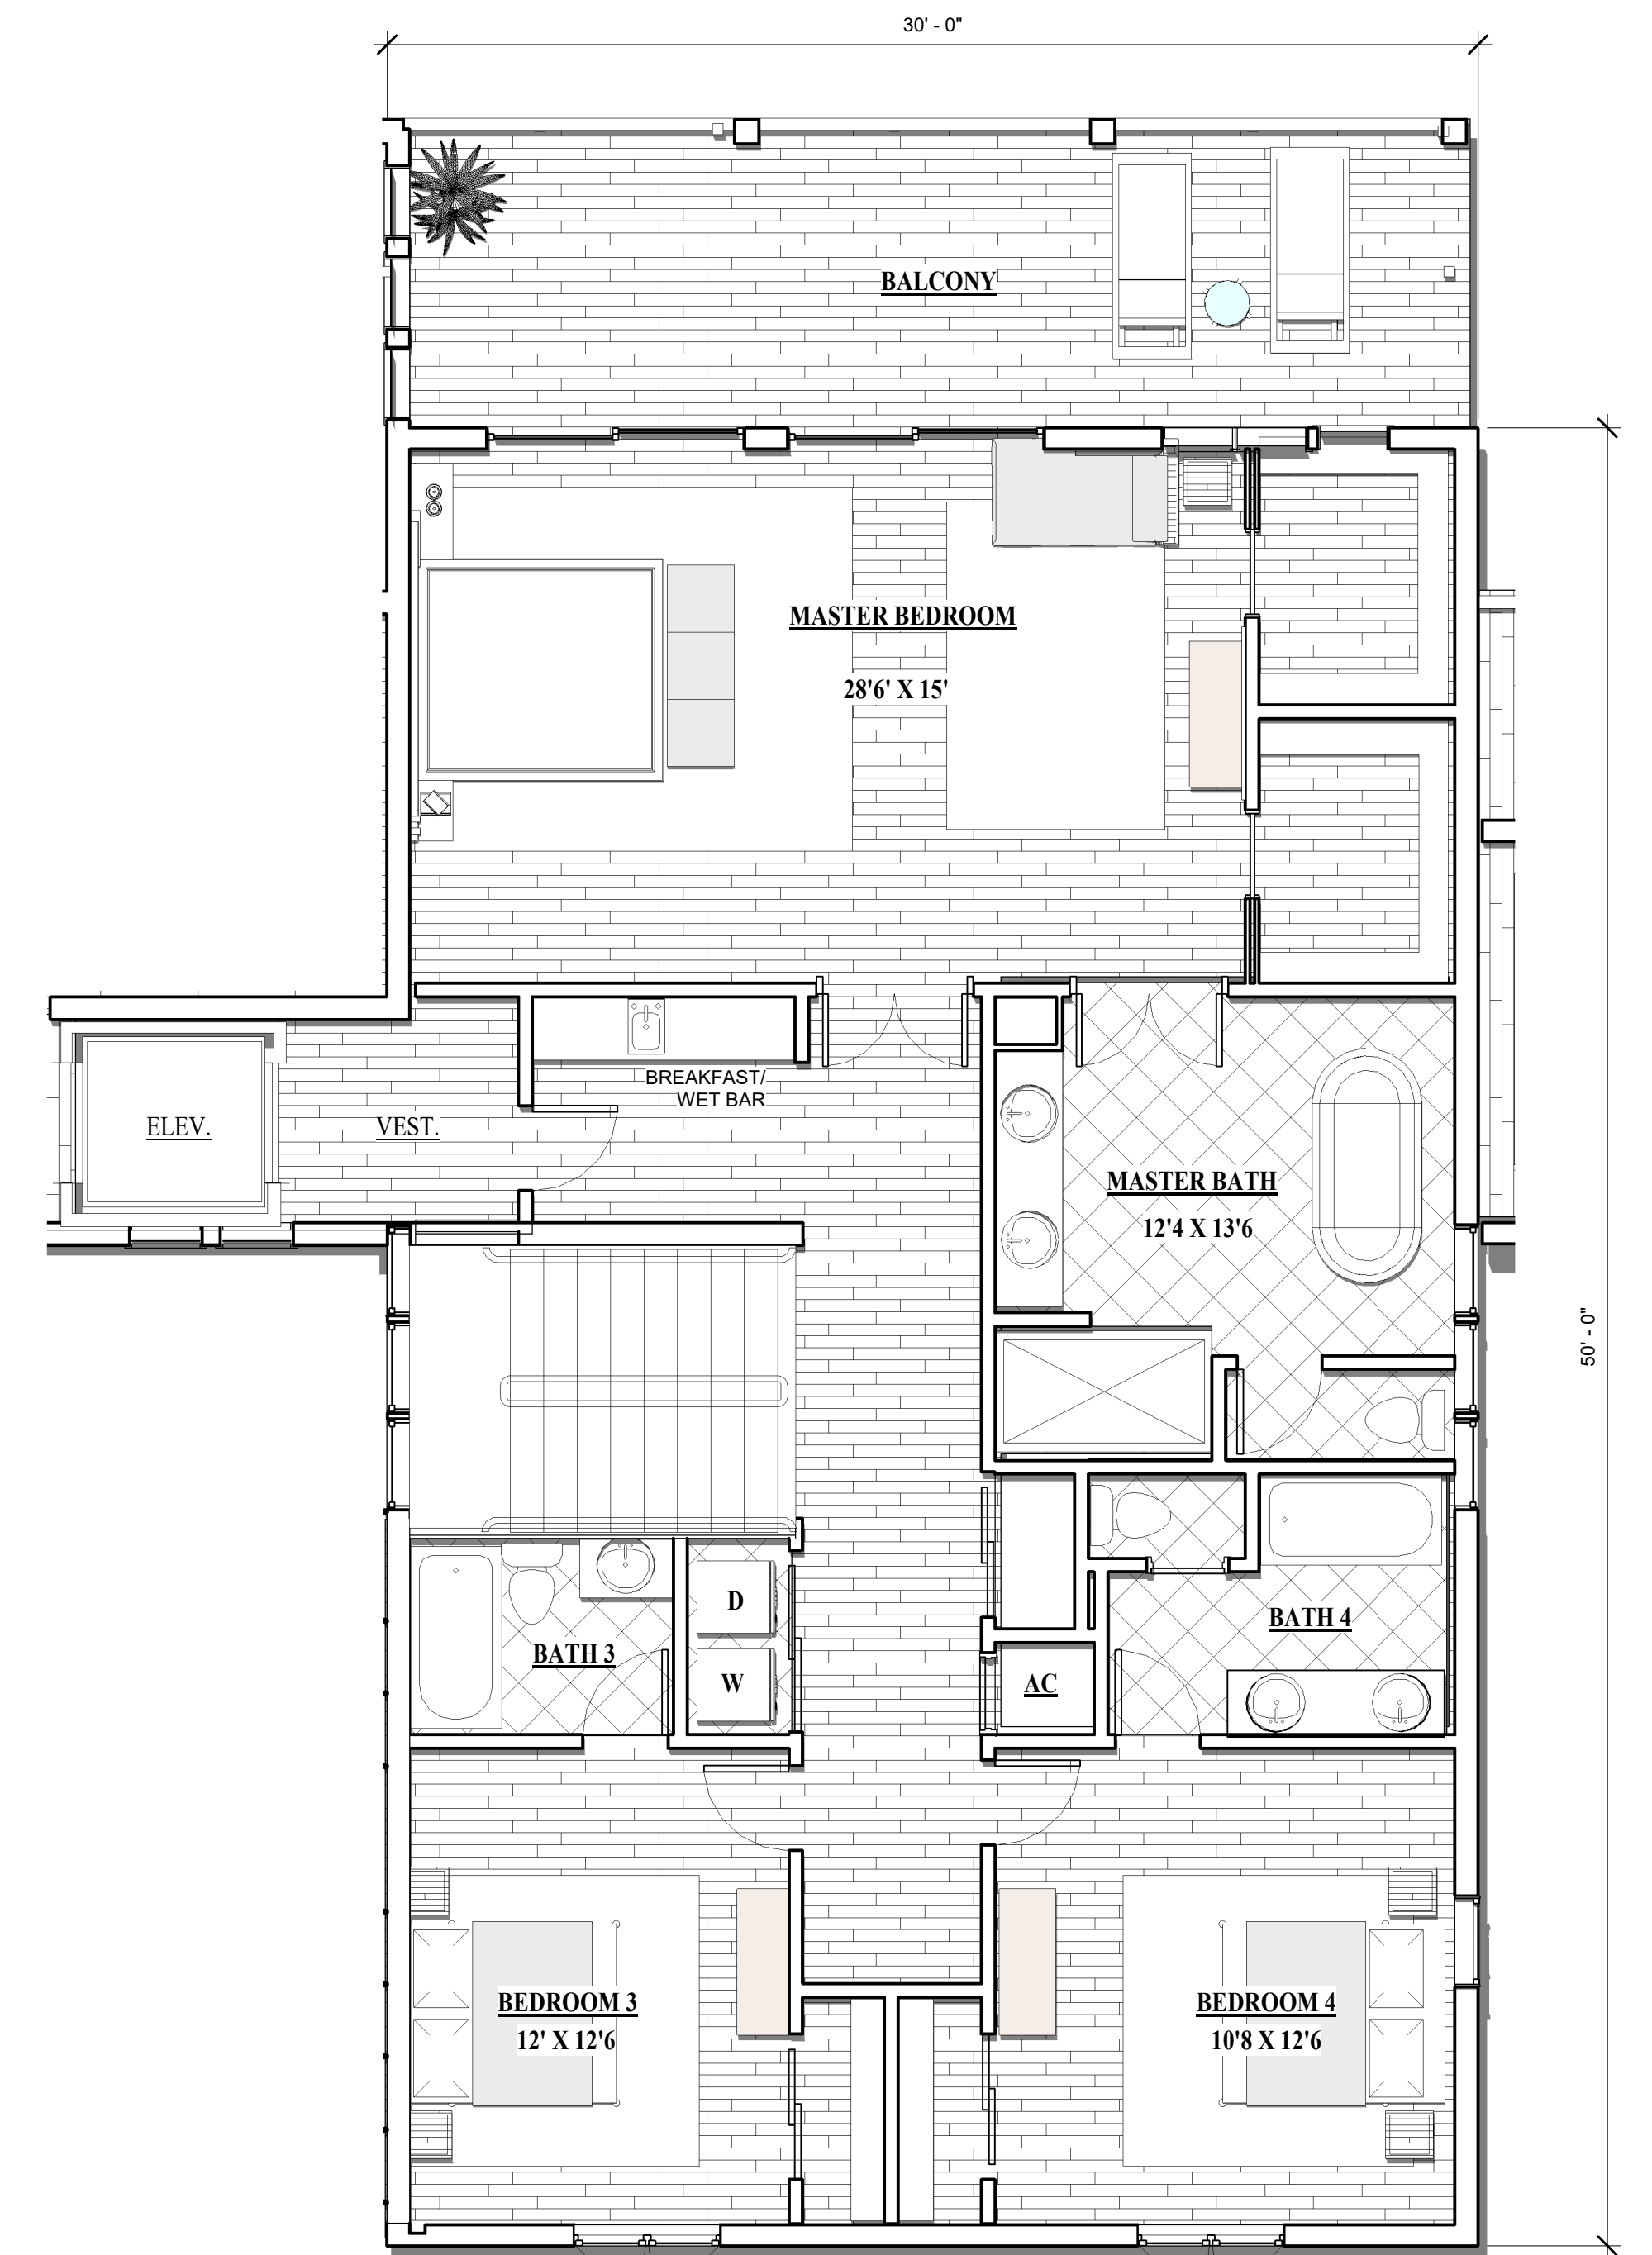 30' - 0"
BALCONY
MASTER BEDROOM
28'6' X 15'
BREAKFAST/
WET BAR
ELEV.
VEST.
MASTER BATH
12'4 X 13'6
50' - 0"
D
BATH 3
W
BATH 4
AC
BEDROOM 3
12' X 12'6
BEDROOM 4
10'8 X 12'6